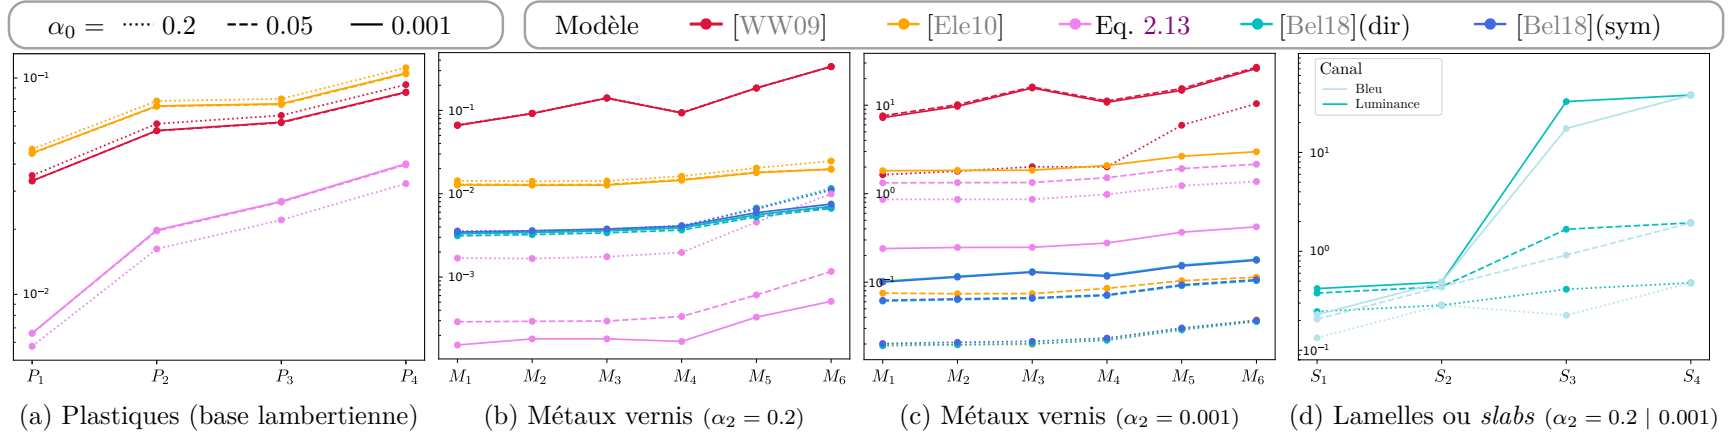 α₀ = 0.2 0.05 0.001
Modèle [WW09] [Ele10] Eq. 2.13 [Bel18](dir) [Bel18](sym)
10⁻¹
10⁻²
P₁ P₂ P₃ P₄
(a) Plastiques (base lambertienne)
10⁻¹
10⁻²
10⁻³
M₁ M₂ M₃ M₄ M₅ M₆
(b) Métaux vernis (α₂ = 0.2)
10¹
10⁰
10⁻¹
M₁ M₂ M₃ M₄ M₅ M₆
(c) Métaux vernis (α₂ = 0.001)
Canal
Bleu
Luminance
10¹
10⁰
10⁻¹
S₁ S₂ S₃ S₄
(d) Lamelles ou slabs (α₂ = 0.2 | 0.001)